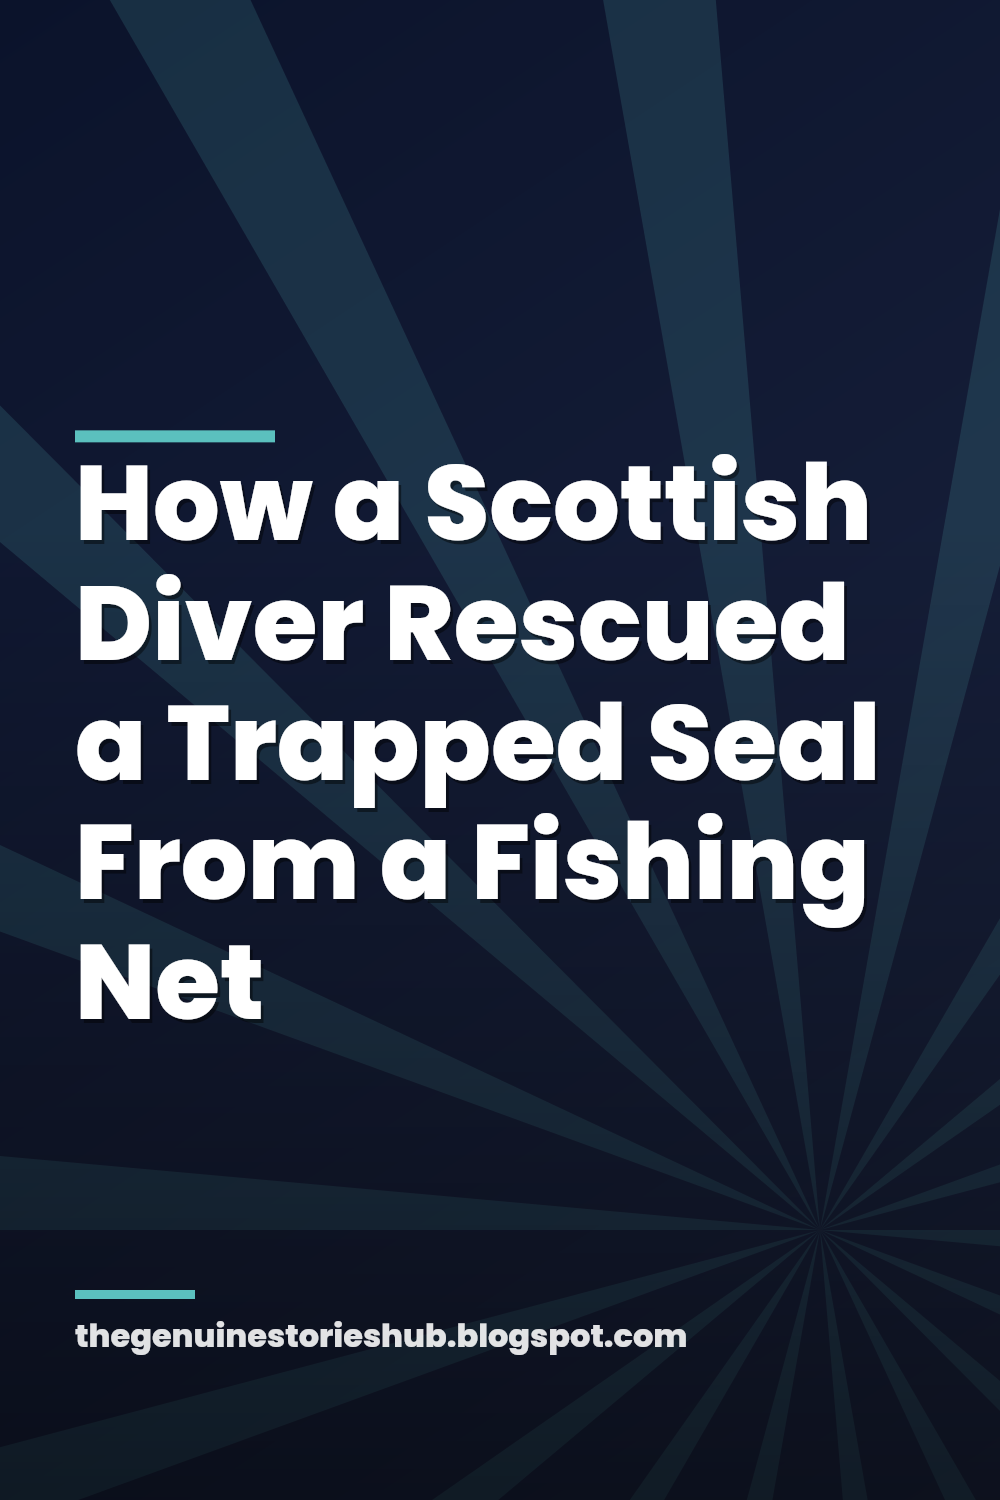 How a Scottish
Diver Rescued
a Trapped Seal
From a Fishing
Net
thegenuinestorieshub.blogspot.com